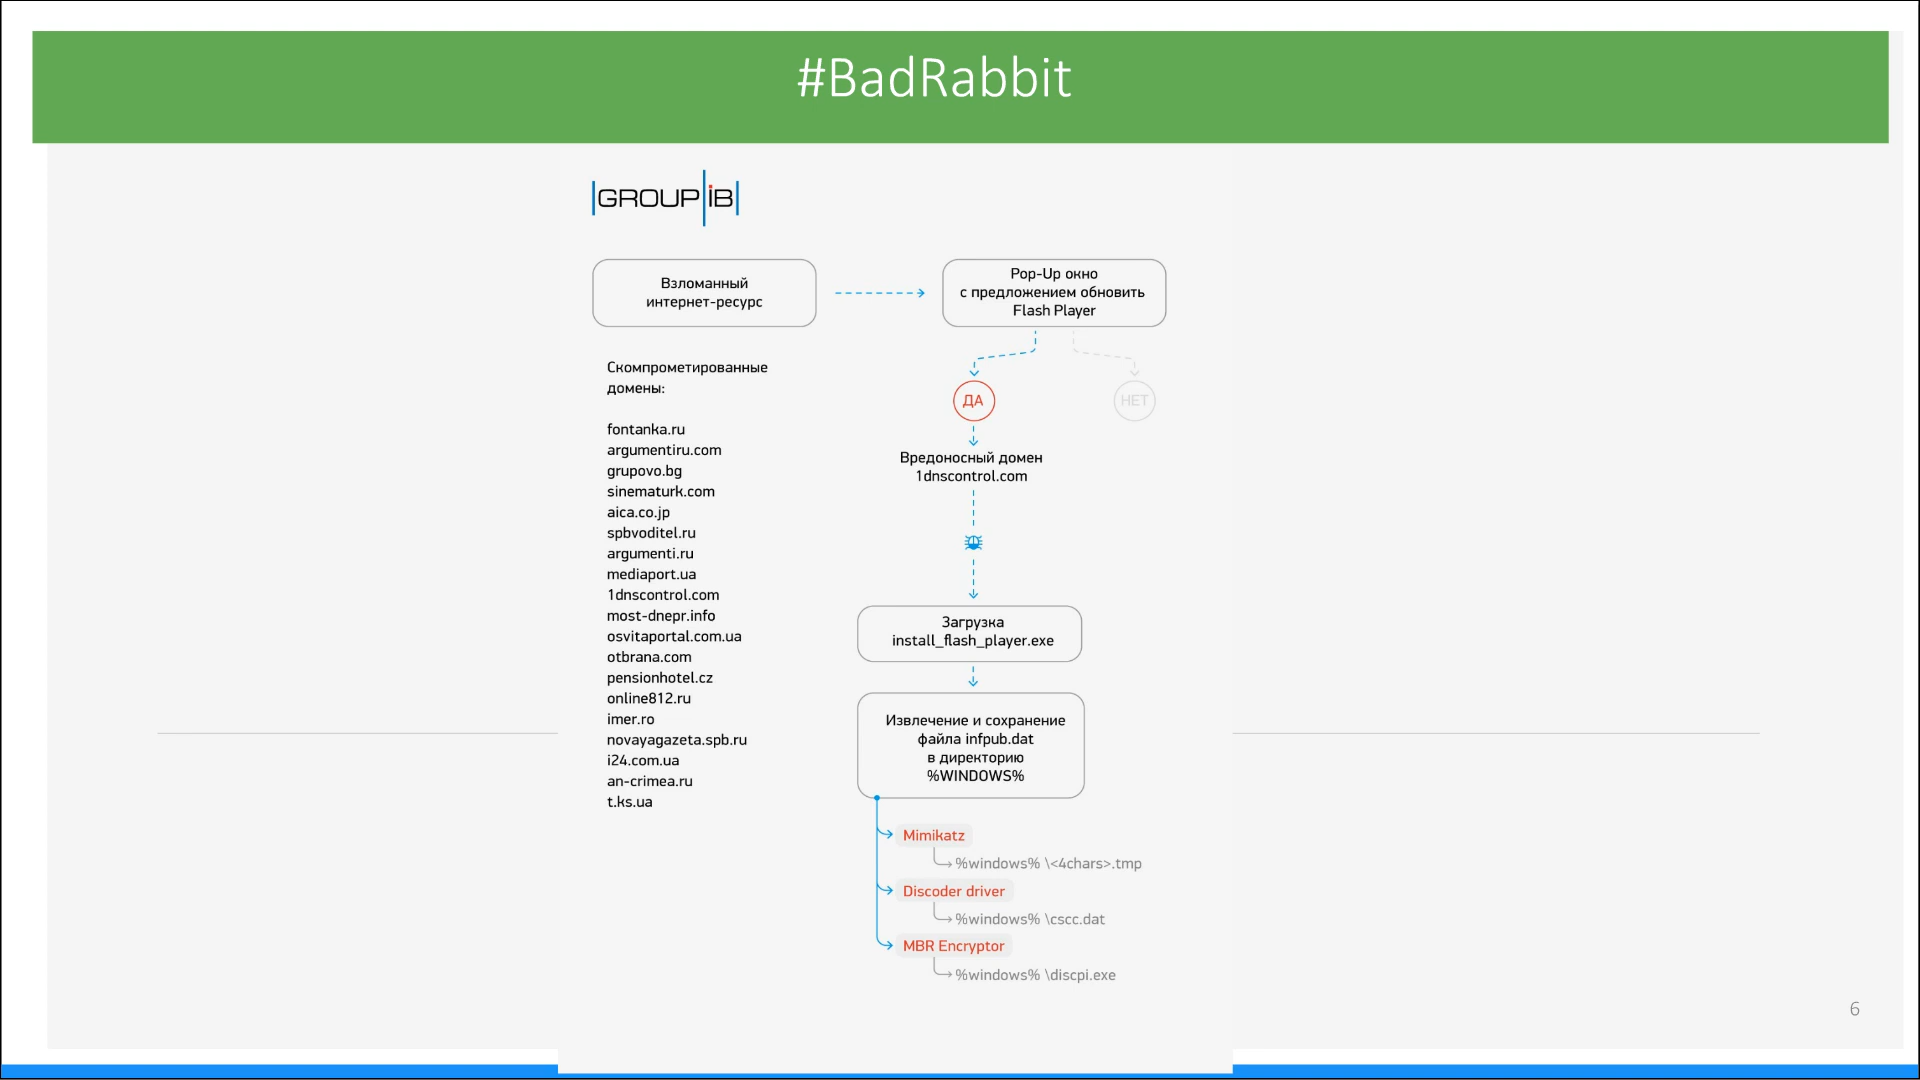 #BadRabbit
GROUP iB
Взломанный
интернет-ресурс
Pop-Up окно
с предложением обновить
Flash Player
Скомпрометированные
домены:
fontanka.ru
argumentiru.com
grupovo.bg
sinematurk.com
aica.co.jp
spbvoditel.ru
argumenti.ru
mediaport.ua
1dnscontrol.com
most-dnepr.info
osvitaportal.com.ua
otbrana.com
pensionhotel.cz
online812.ru
imer.ro
novayagazeta.spb.ru
i24.com.ua
an-crimea.ru
t.ks.ua
ДА
НЕТ
Вредоносный домен
1dnscontrol.com
Загрузка
install_flash_player.exe
Извлечение и сохранение
файла infpub.dat
в директорию
%WINDOWS%
Mimikatz
%windows% \<4chars>.tmp
Discoder driver
%windows% \cscc.dat
MBR Encryptor
%windows% \discpi.exe
6